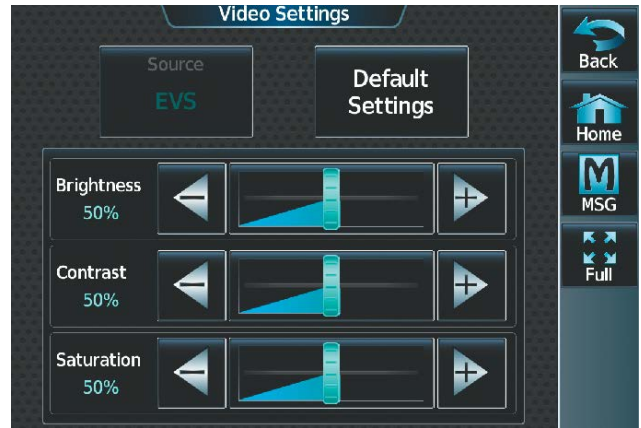 Video Settings
Source
EVS
Default
Settings
Back
Home
M
MSG
Full
Brightness
50%
Contrast
50%
Saturation
50%